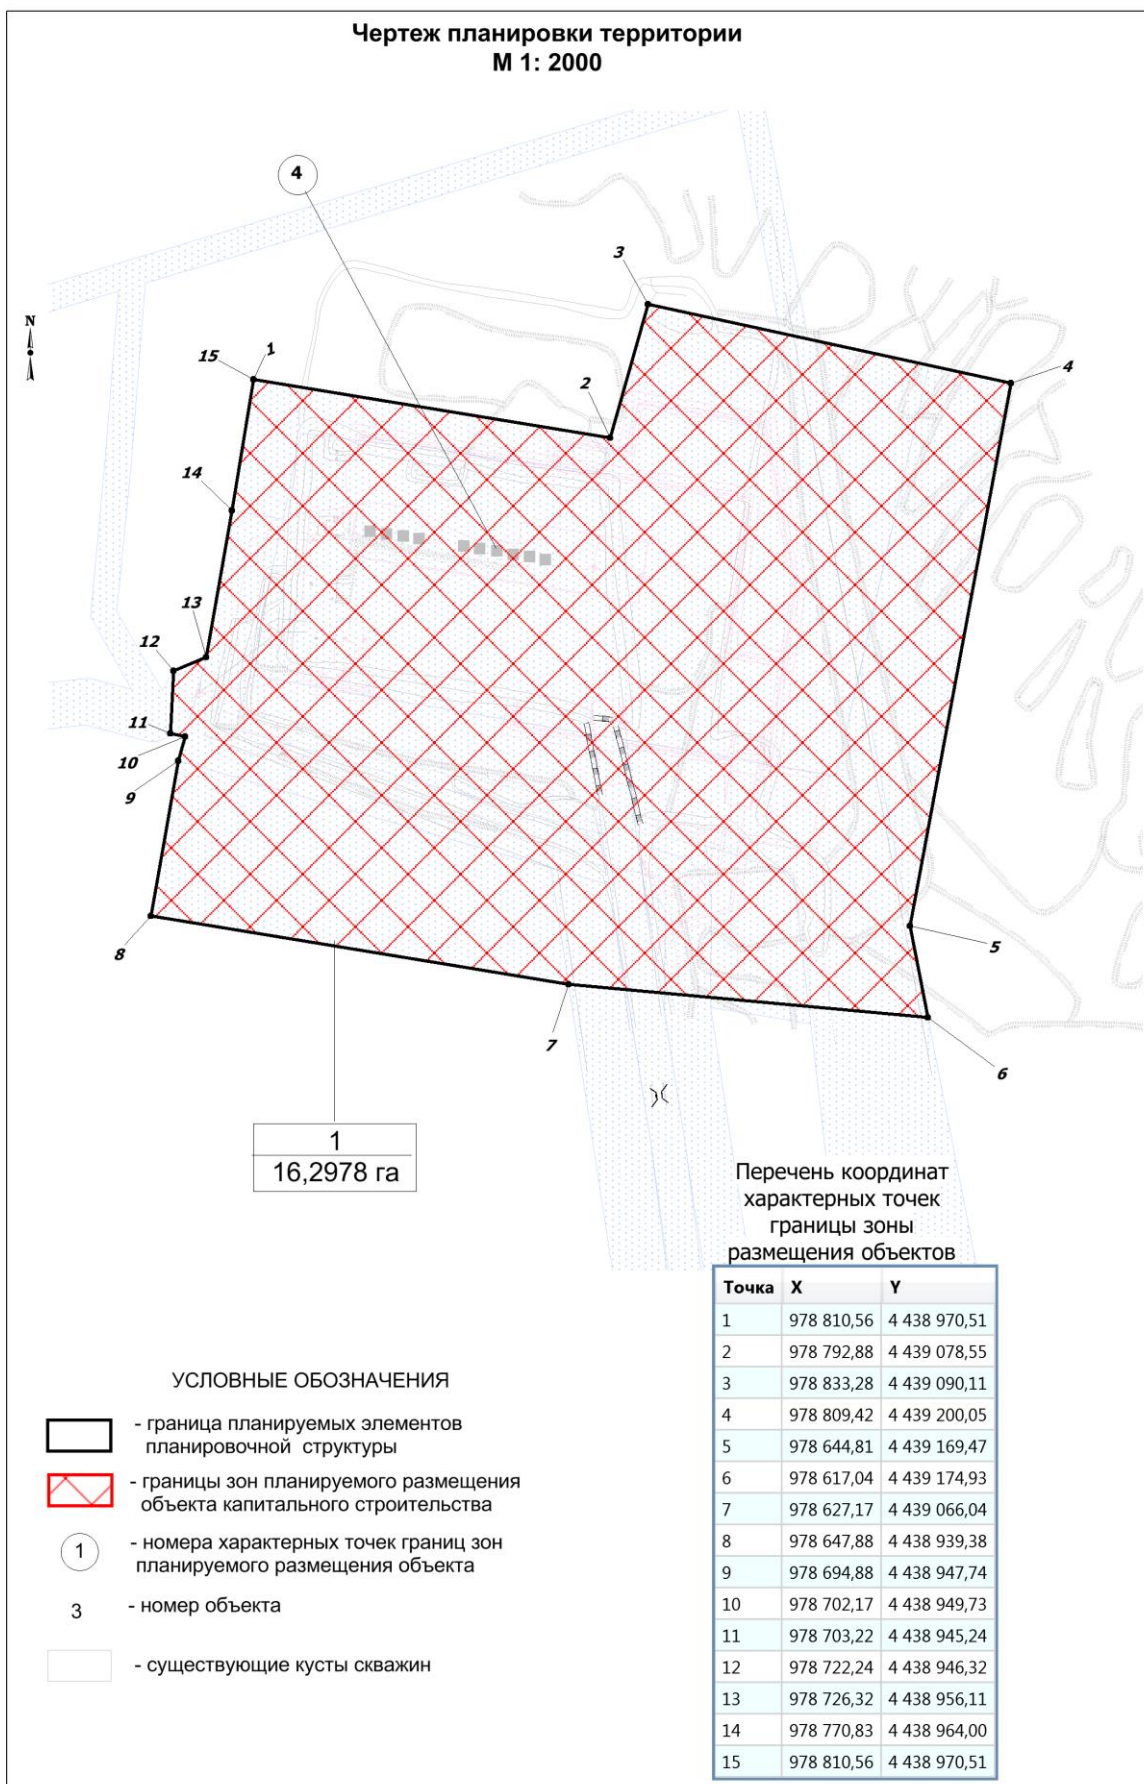 Чертеж планировки территории
М 1: 2000
4
3
N
15
1
4
2
14
13
12
11
10
9
5
8
7
6
1
16,2978 га
Перечень координат
характерных точек
границы зоны
размещения объектов
Точка X Y
1 978 810,56 4 438 970,51
2 978 792,88 4 439 078,55
3 978 833,28 4 439 090,11
4 978 809,42 4 439 200,05
5 978 644,81 4 439 169,47
6 978 617,04 4 439 174,93
7 978 627,17 4 439 066,04
8 978 647,88 4 438 939,38
9 978 694,88 4 438 947,74
10 978 702,17 4 438 949,73
11 978 703,22 4 438 945,24
12 978 722,24 4 438 946,32
13 978 726,32 4 438 956,11
14 978 770,83 4 438 964,00
15 978 810,56 4 438 970,51
УСЛОВНЫЕ ОБОЗНАЧЕНИЯ
- граница планируемых элементов
планировочной структуры
- границы зон планируемого размещения
объекта капитального строительства
1 - номера характерных точек границ зон
планируемого размещения объекта
3 - номер объекта
- существующие кусты скважин